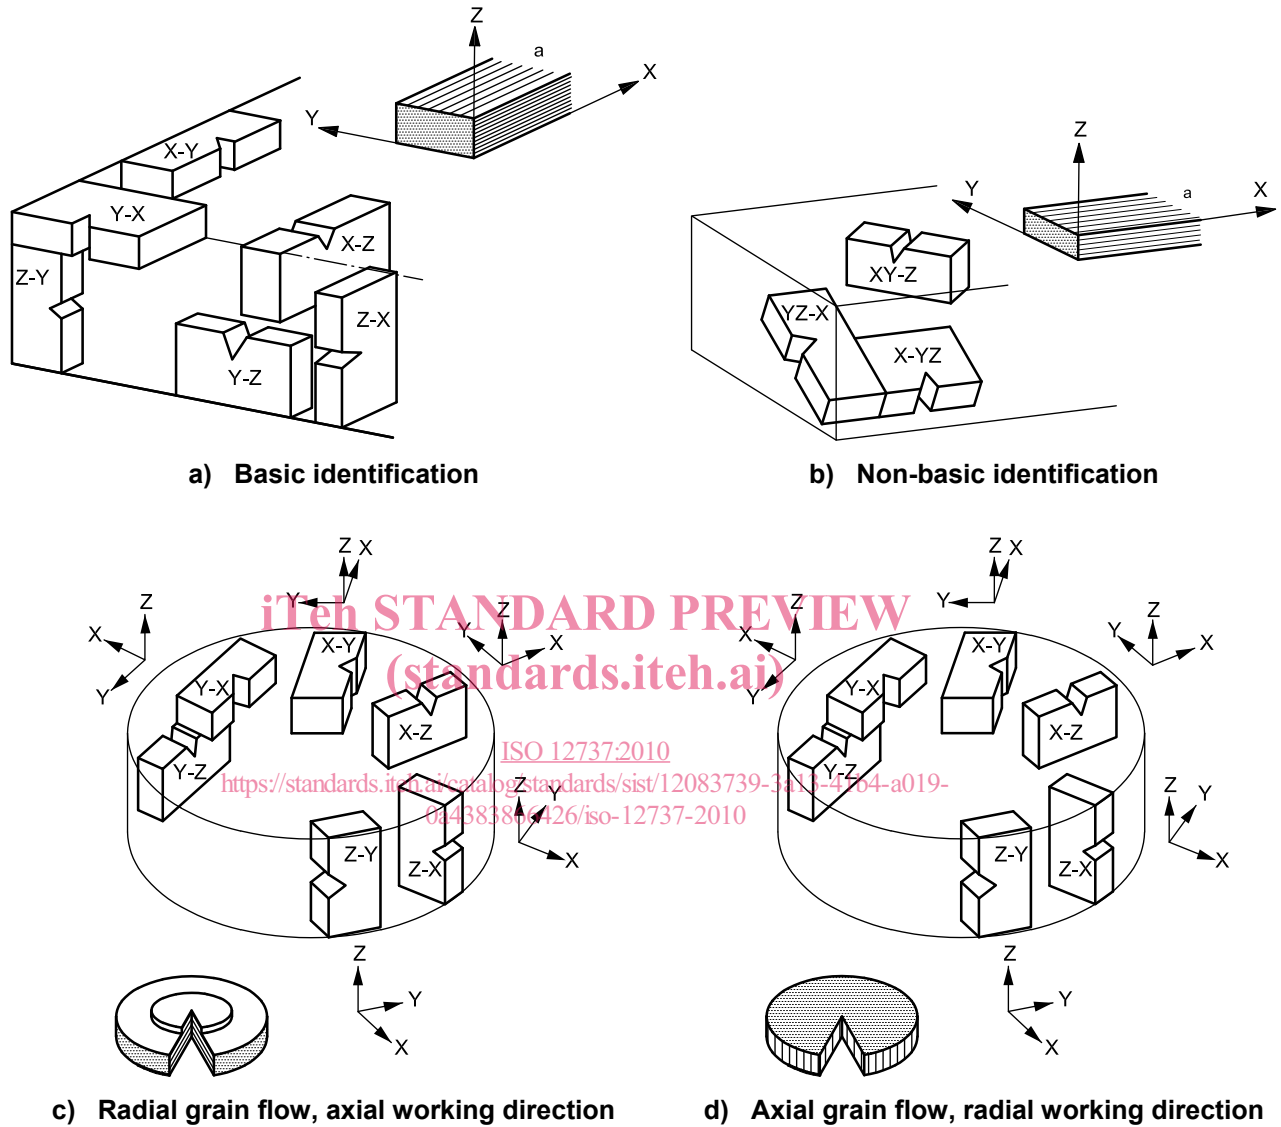 Z
a
X
Y
X-Y
Y-X
X-Z
Z-Y
Z-X
Y-Z
a) Basic identification
Z
Y
a
X
XY-Z
YZ-X
X-YZ
b) Non-basic identification
Z X
Y
Z
X
Y
Z
Y
X
X-Y
Y-X
X-Z
Y-Z
Z-Y
Z-X
Z
Y
X
Z
Y
X
c) Radial grain flow, axial working direction
Z X
Y
Z
X
Y
Z
Y
X
X-Y
Y-X
X-Z
Y-Z
Z-Y
Z-X
Z
Y
X
Z
Y
X
d) Axial grain flow, radial working direction
iTeh STANDARD PREVIEW
(standards.iteh.ai)
ISO 12737:2010
https://standards.iteh.ai/catalog/standards/sist/12083739-3a13-41b4-a019-
0a4383866426/iso-12737-2010